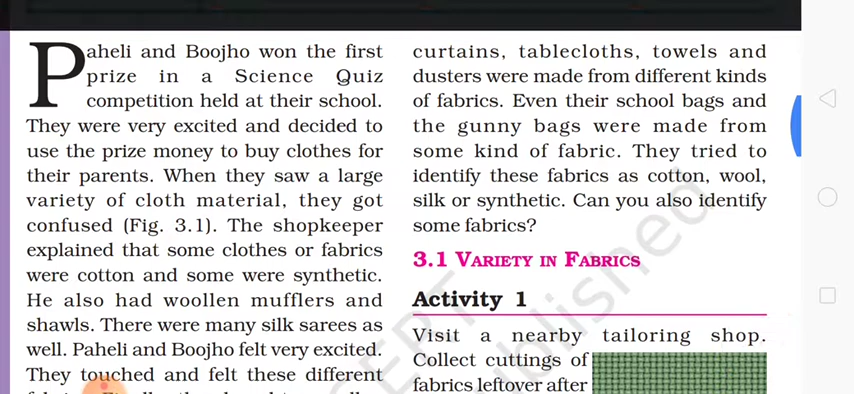 Paheli and Boojho won the first
prize in a Science Quiz
competition held at their school.
They were very excited and decided to
use the prize money to buy clothes for
their parents. When they saw a large
variety of cloth material, they got
confused (Fig. 3.1). The shopkeeper
explained that some clothes or fabrics
were cotton and some were synthetic.
He also had woollen mufflers and
shawls. There were many silk sarees as
well. Paheli and Boojho felt very excited.
They touched and felt these different
curtains, tablecloths, towels and
dusters were made from different kinds
of fabrics. Even their school bags and
the gunny bags were made from
some kind of fabric. They tried to
identify these fabrics as cotton, wool,
silk or synthetic. Can you also identify
some fabrics?
3.1 VARIETY IN FABRICS
Activity 1
Visit a nearby tailoring shop.
Collect cuttings of
fabrics leftover after